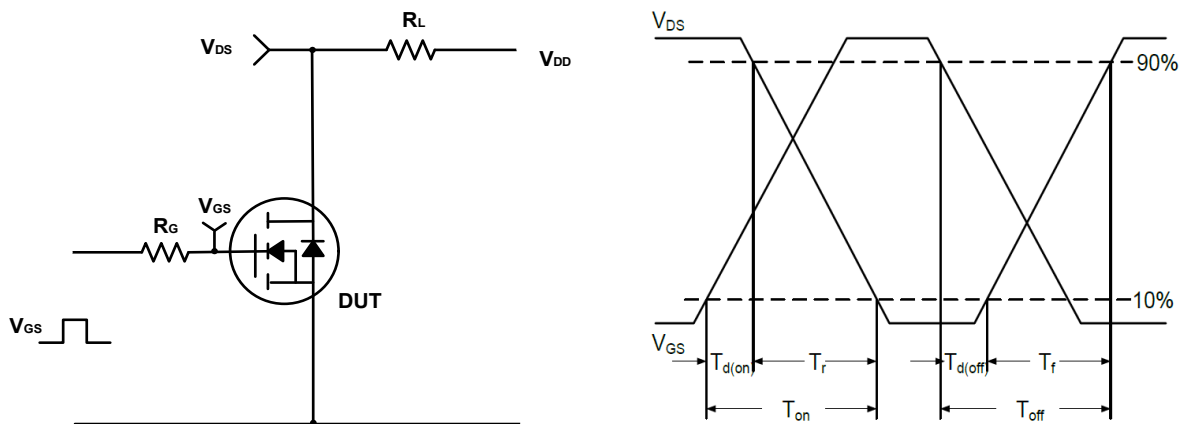 RL
VDS
VDD
RG
VGS
DUT
VGS
VDS
90%
10%
VGS
Td(on)
Tr
Td(off)
Tf
Ton
Toff